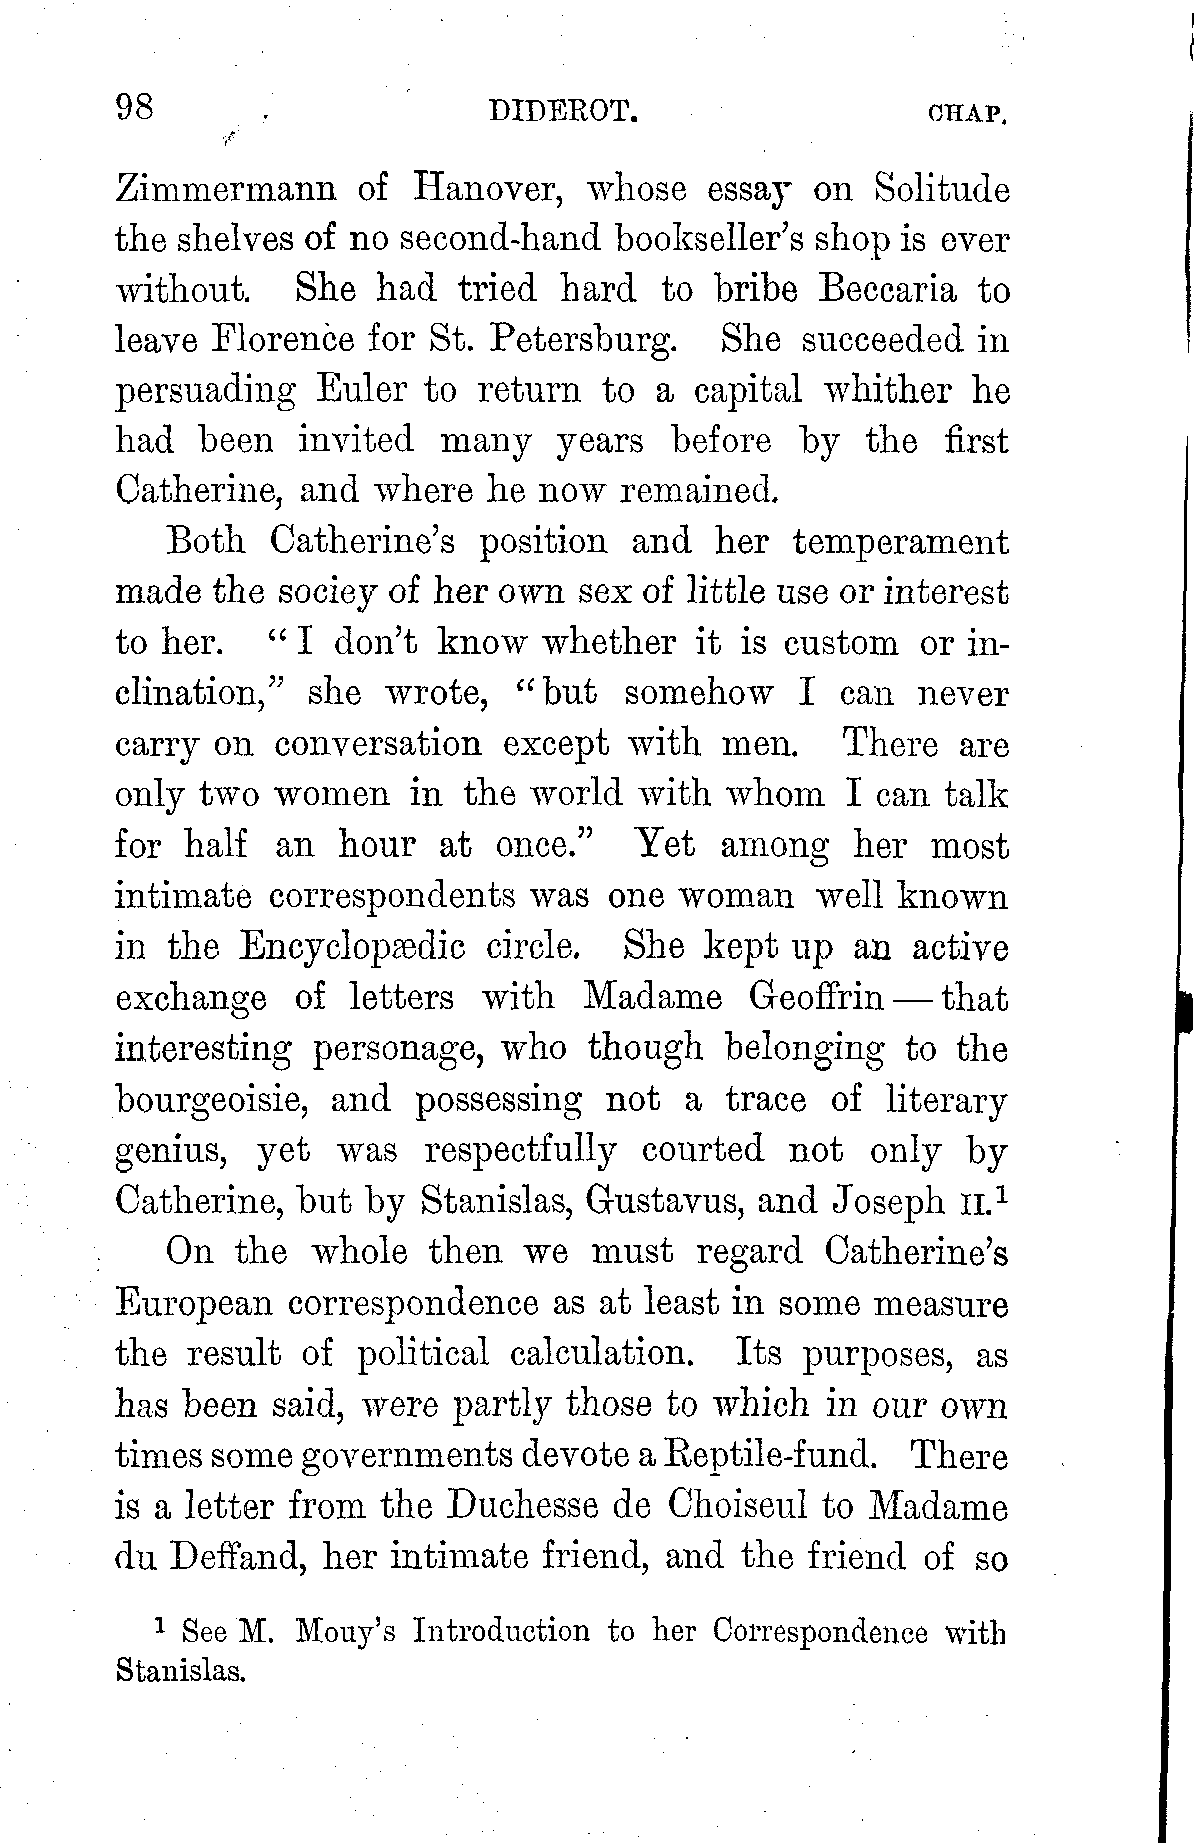 98 DIDEROT. CHAP.
Zimmermann of Hanover, whose essay on Solitude
the shelves of no second-hand bookseller's shop is ever
without. She had tried hard to bribe Beccaria to
leave Florence for St. Petersburg. She succeeded in
persuading Euler to return to a capital whither he
had been invited many years before by the first
Catherine, and where he now remained.
Both Catherine's position and her temperament
made the sociey of her own sex of little use or interest
to her. “I don't know whether it is custom or in-
clination,” she wrote, “but somehow I can never
carry on conversation except with men. There are
only two women in the world with whom I can talk
for half an hour at once.” Yet among her most
intimate correspondents was one woman well known
in the Encyclopædic circle. She kept up an active
exchange of letters with Madame Geoffrin — that
interesting personage, who though belonging to the
bourgeoisie, and possessing not a trace of literary
genius, yet was respectfully courted not only by
Catherine, but by Stanislas, Gustavus, and Joseph II.¹
On the whole then we must regard Catherine's
European correspondence as at least in some measure
the result of political calculation. Its purposes, as
has been said, were partly those to which in our own
times some governments devote a Reptile-fund. There
is a letter from the Duchesse de Choiseul to Madame
du Deffand, her intimate friend, and the friend of so
¹ See M. Mouy's Introduction to her Correspondence with
Stanislas.